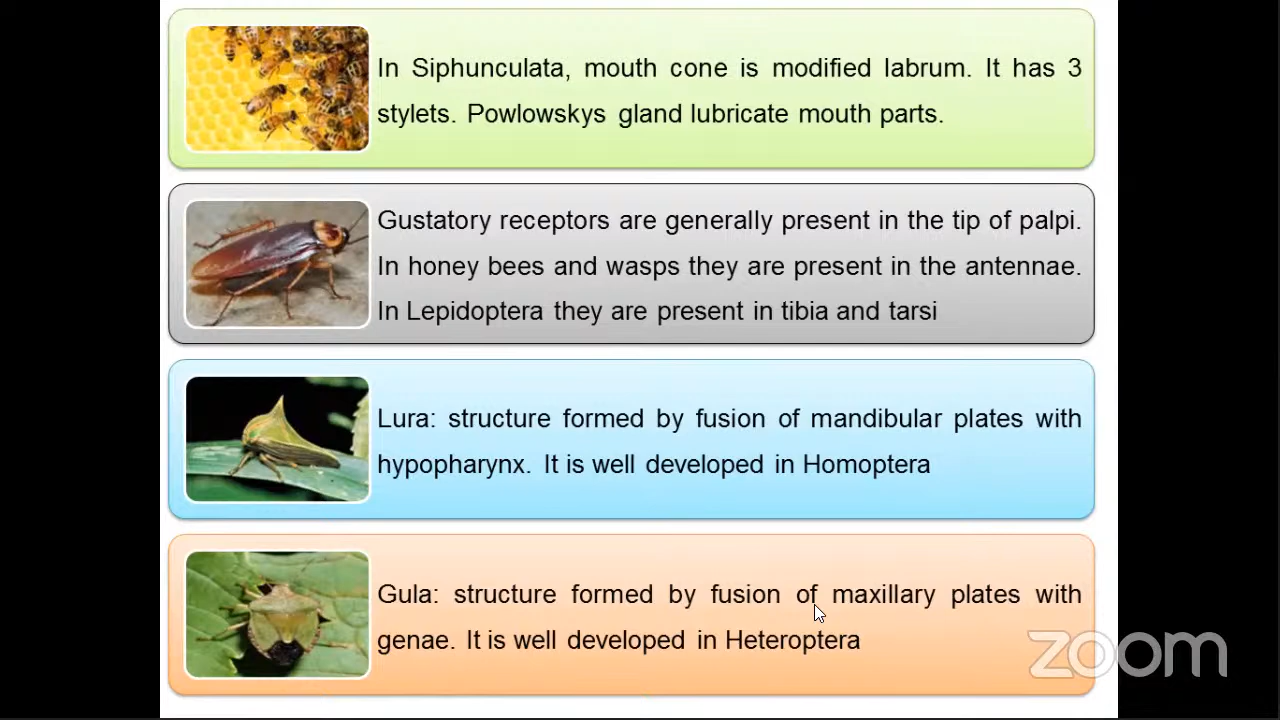 In Siphunculata, mouth cone is modified labrum. It has 3
stylets. Powlowskys gland lubricate mouth parts.
Gustatory receptors are generally present in the tip of palpi.
In honey bees and wasps they are present in the antennae.
In Lepidoptera they are present in tibia and tarsi
Lura: structure formed by fusion of mandibular plates with
hypopharynx. It is well developed in Homoptera
Gula: structure formed by fusion of maxillary plates with
genae. It is well developed in Heteroptera
zoom